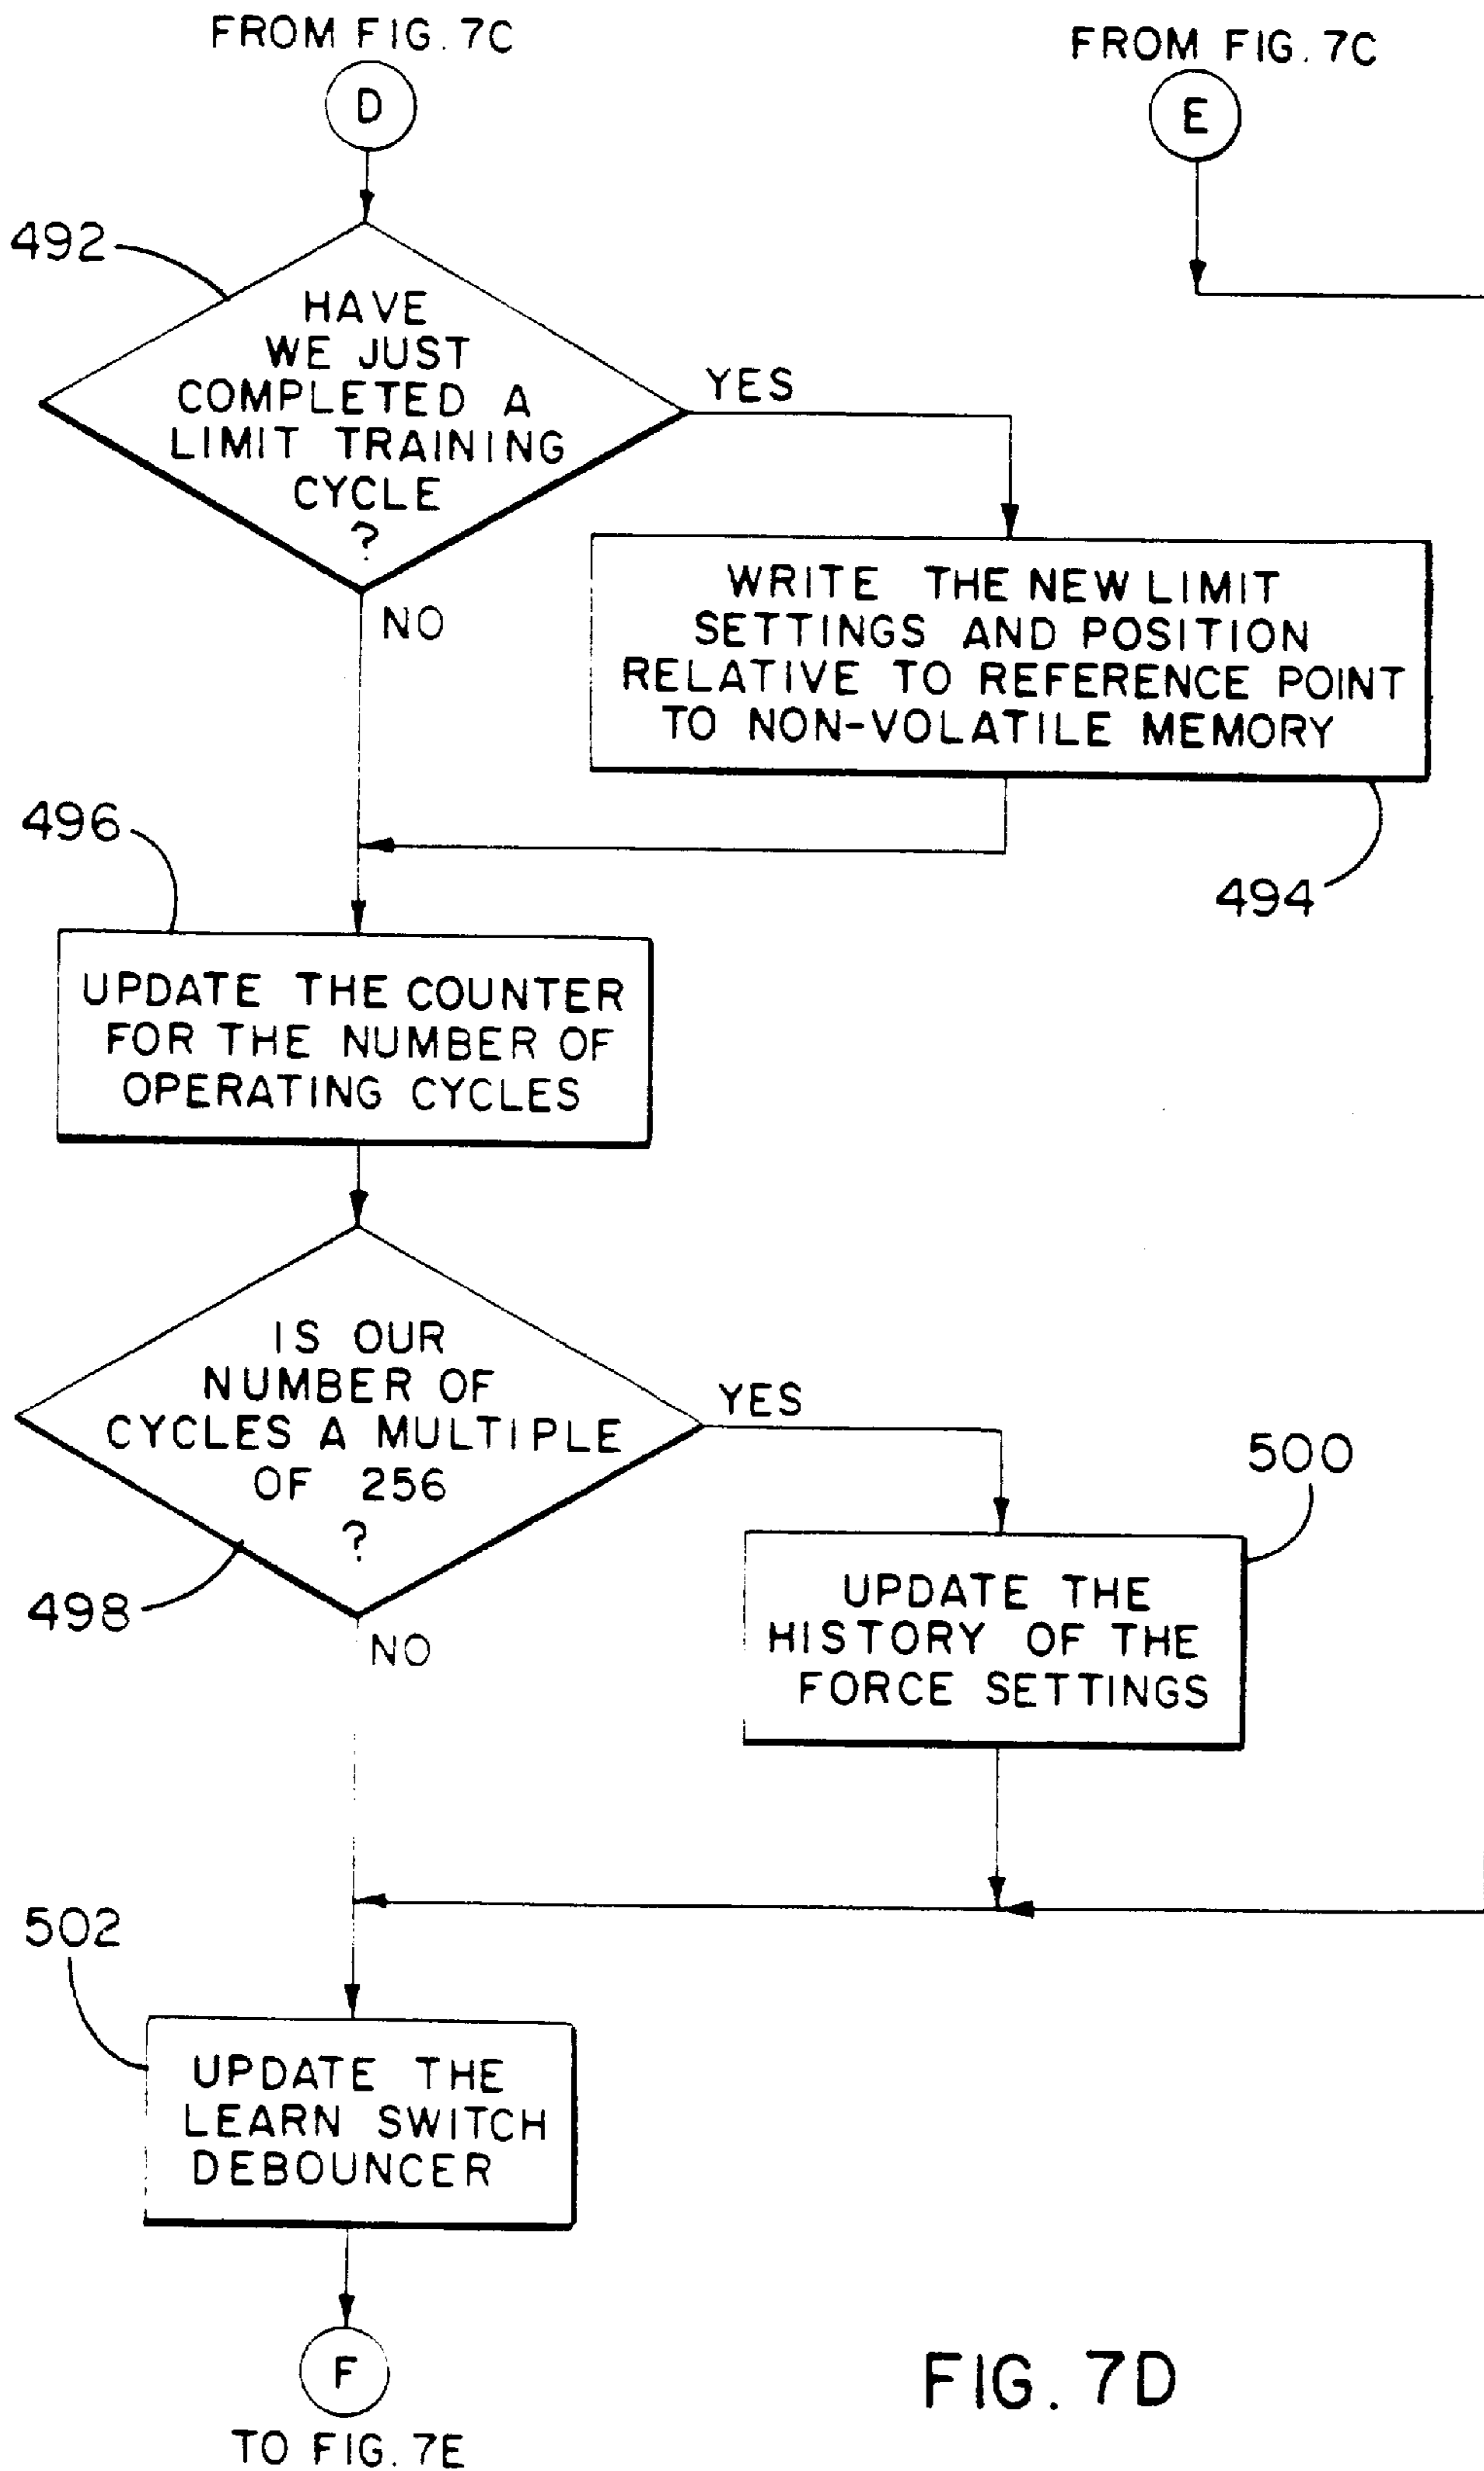 FROM FIG. 7C
D
FROM FIG. 7C
E
492
HAVE
WE JUST
COMPLETED A
LIMIT TRAINING
CYCLE
?
YES
NO
WRITE THE NEW LIMIT
SETTINGS AND POSITION
RELATIVE TO REFERENCE POINT
TO NON-VOLATILE MEMORY
494
496
UPDATE THE COUNTER
FOR THE NUMBER OF
OPERATING CYCLES
IS OUR
NUMBER OF
CYCLES A MULTIPLE
OF 256
?
YES
498
NO
500
UPDATE THE
HISTORY OF THE
FORCE SETTINGS
502
UPDATE THE
LEARN SWITCH
DEBOUNCER
F
TO FIG. 7E
FIG. 7D